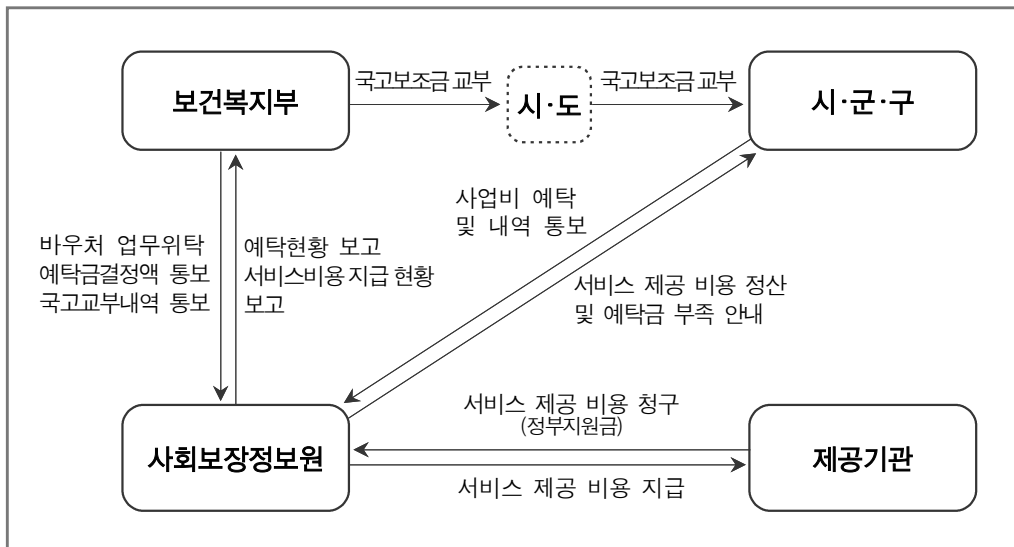 보건복지부
국고보조금 교부
시·도
국고보조금 교부
시·군·구
사업비 예탁
및 내역 통보
바우처 업무위탁
예탁금결정액 통보
국고교부내역 통보
예탁현황 보고
서비스비용 지급 현황
보고
서비스 제공 비용 정산
및 예탁금 부족 안내
사회보장정보원
서비스 제공 비용 청구
(정부지원금)
서비스 제공 비용 지급
제공기관